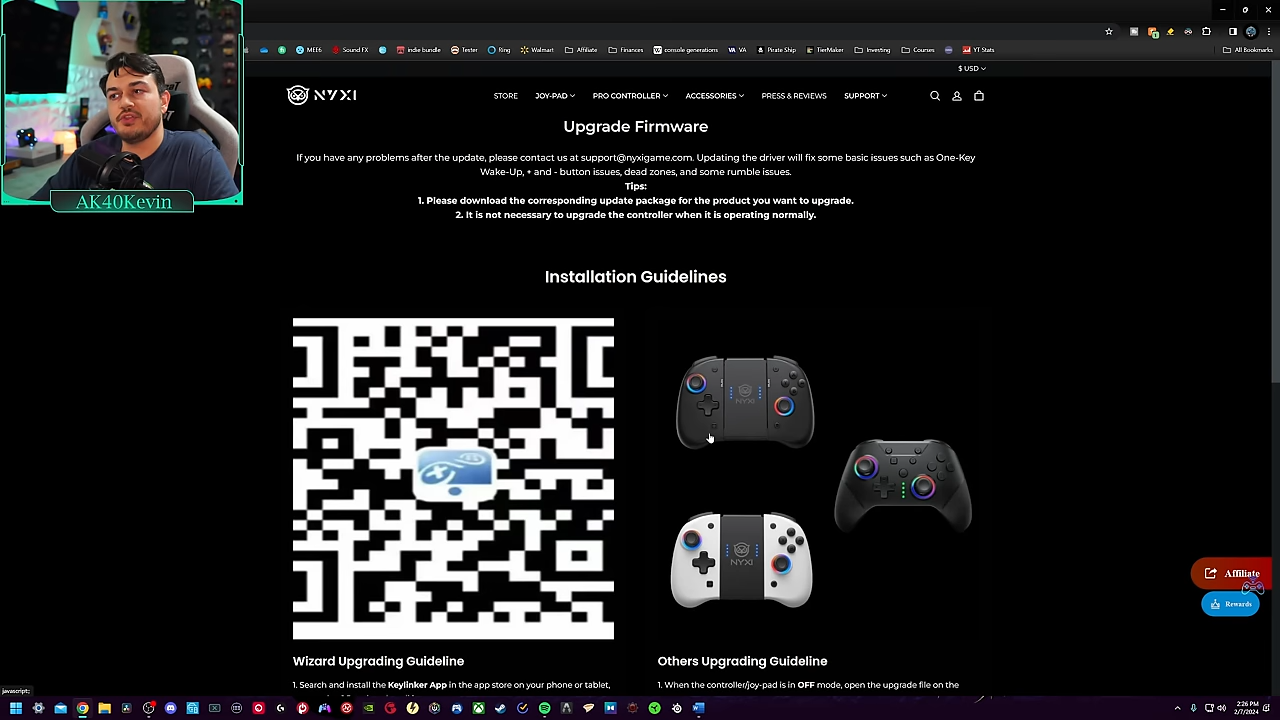 MEE6
Sound FX
indie bundle
Tester
Ring
Walmart
Affiliate
Finances
console generations
VA
Pirate Ship
TierMaker
Investing
Courses
YT Stats
All Bookmarks
$ USD
NYXI
STORE
JOY-PAD
PRO CONTROLLER
ACCESSORIES
PRESS & REVIEWS
SUPPORT
Upgrade Firmware
If you have any problems after the update, please contact us at support@nyxigame.com. Updating the driver will fix some basic issues such as One-Key
Wake-Up, + and - button issues, dead zones, and some rumble issues.
Tips:
1. Please download the corresponding update package for the product you want to upgrade.
2. It is not necessary to upgrade the controller when it is operating normally.
AK40Kevin
Installation Guidelines
NYXI
NYXI
Affiliate
Rewards
Wizard Upgrading Guideline
Others Upgrading Guideline
1. Search and install the Keylinker App in the app store on your phone or tablet,
1. When the controller/joy-pad is in OFF mode, open the upgrade file on the
javascript:;
2:26 PM
2/7/2024